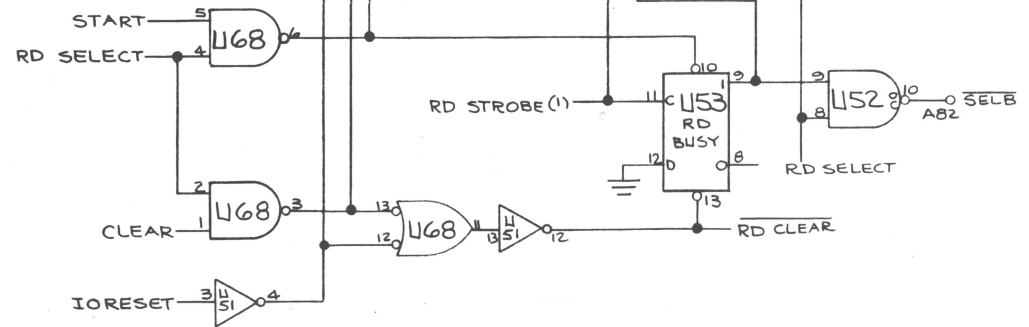 START
5
4
U68
6
RD SELECT
10
RD STROBE (1)
11
C
U53
1
9
RD
BUSY
12
D
O
8
13
9
8
U52
OC
10
A82
SELB
RD SELECT
2
1
U68
3
CLEAR
13
12
U68
11
13
U
51
12
RD CLEAR
IORESET
3
U
51
4